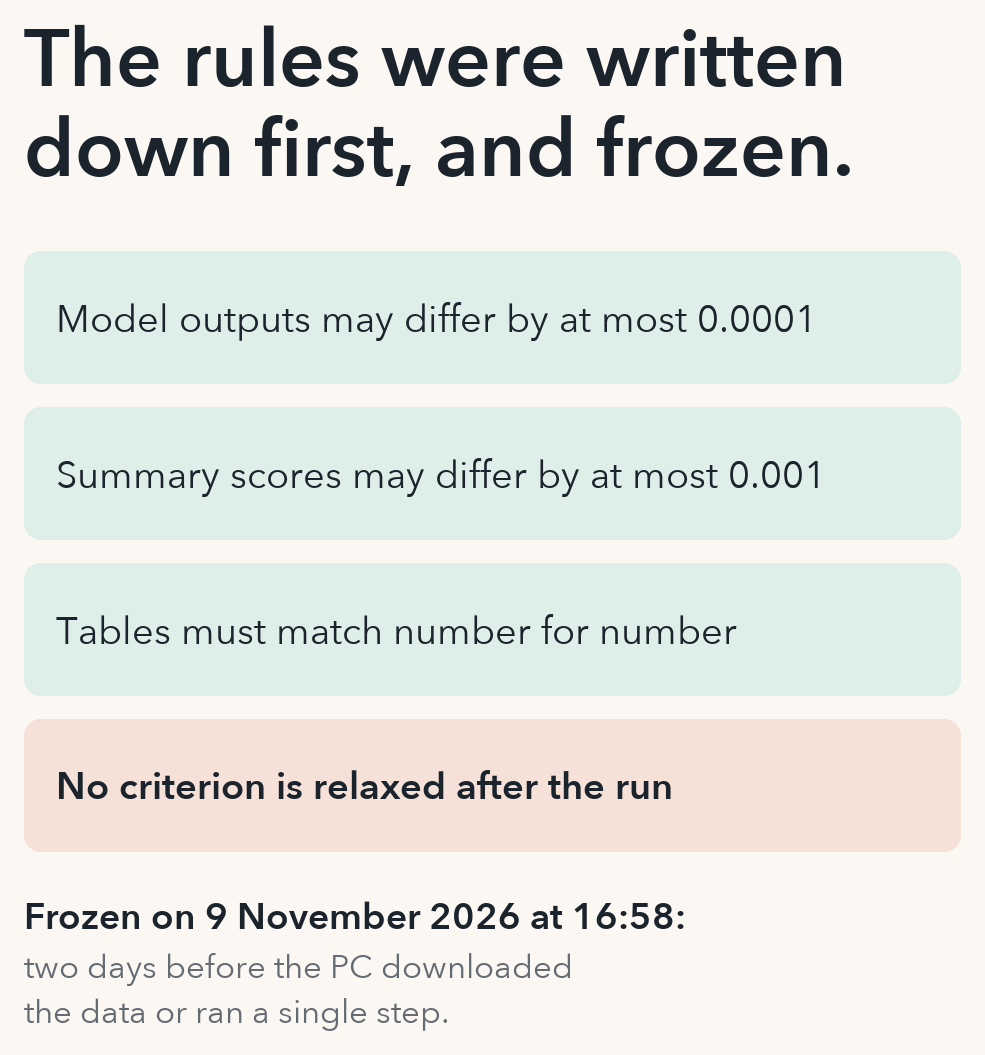 The rules were written
down first, and frozen.
Model outputs may differ by at most 0.0001
Summary scores may differ by at most 0.001
Tables must match number for number
No criterion is relaxed after the run
Frozen on 9 November 2026 at 16:58:
two days before the PC downloaded
the data or ran a single step.